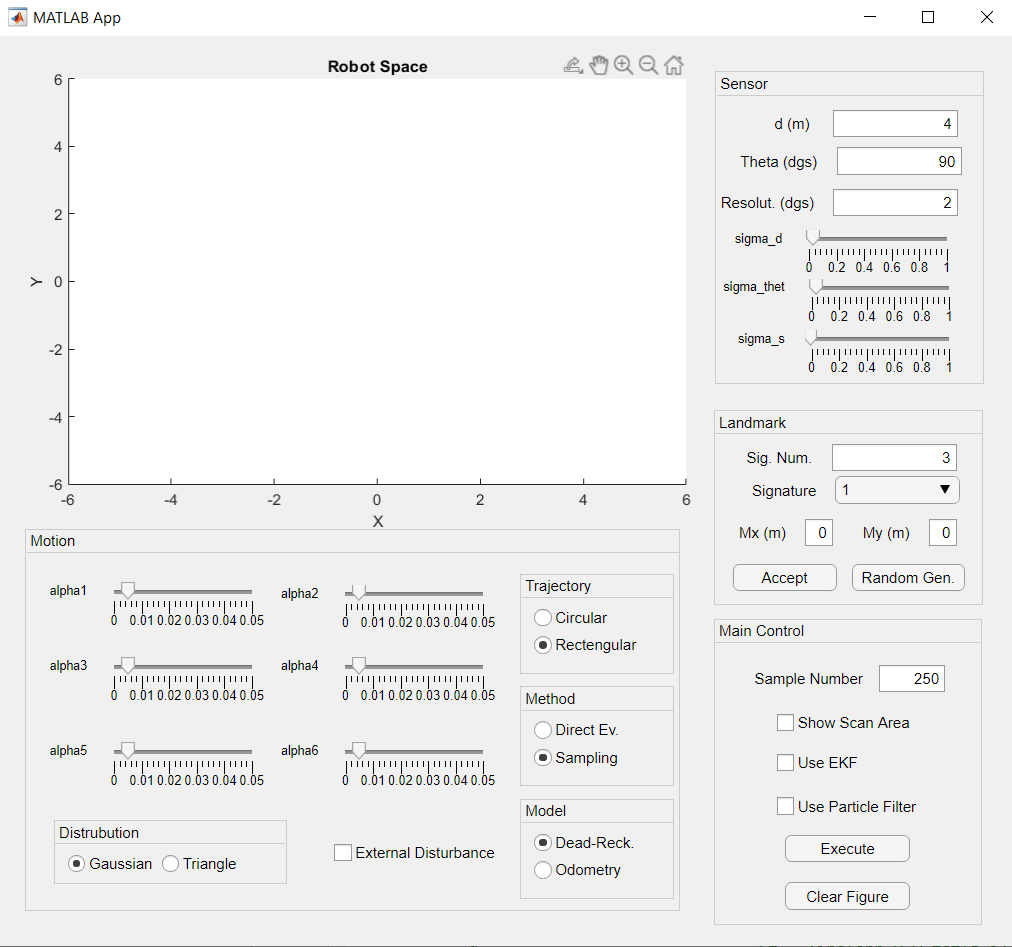 MATLAB App
Robot Space
6
4
2
0
-2
-4
-6
Y
-6 -4 -2 0 2 4 6
X
Sensor
d (m) 4
Theta (dgs) 90
Resolut. (dgs) 2
sigma_d
0 0.2 0.4 0.6 0.8 1
sigma_thet
0 0.2 0.4 0.6 0.8 1
sigma_s
0 0.2 0.4 0.6 0.8 1
Landmark
Sig. Num. 3
Signature 1
Mx (m) 0 My (m) 0
Accept Random Gen.
Motion
alpha1
0 0.01 0.02 0.03 0.04 0.05
alpha2
0 0.01 0.02 0.03 0.04 0.05
alpha3
0 0.01 0.02 0.03 0.04 0.05
alpha4
0 0.01 0.02 0.03 0.04 0.05
alpha5
0 0.01 0.02 0.03 0.04 0.05
alpha6
0 0.01 0.02 0.03 0.04 0.05
Distrubution
Gaussian Triangle
External Disturbance
Trajectory
Circular
Rectengular
Method
Direct Ev.
Sampling
Model
Dead-Reck.
Odometry
Main Control
Sample Number 250
Show Scan Area
Use EKF
Use Particle Filter
Execute
Clear Figure